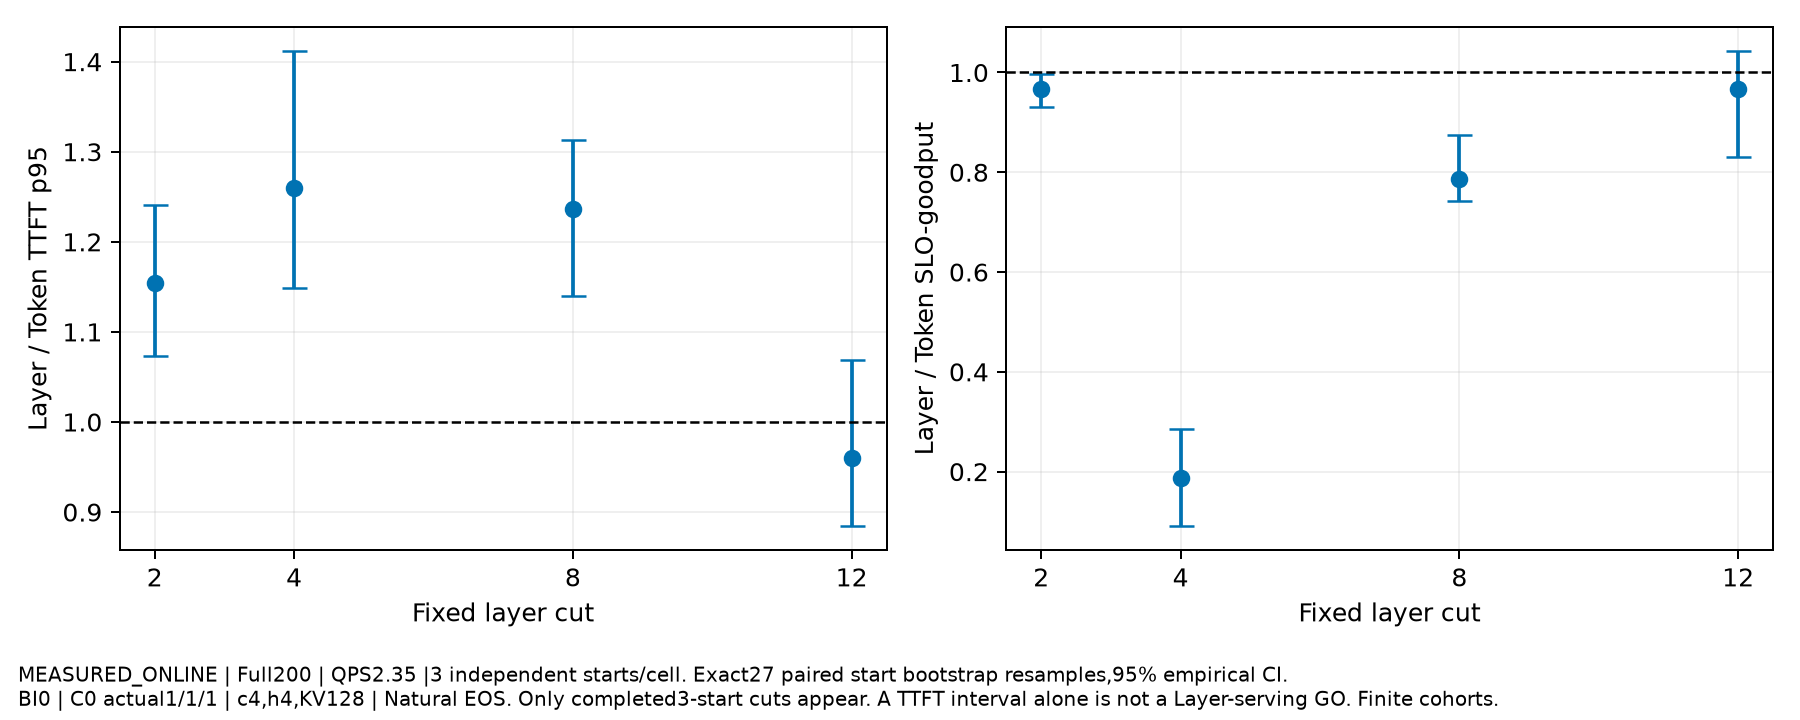 Layer / Token TTFT p95
1.4
1.3
1.2
1.1
1.0
0.9
2 4 8 12
Fixed layer cut
Layer / Token SLO-goodput
1.0
0.8
0.6
0.4
0.2
2 4 8 12
Fixed layer cut
MEASURED_ONLINE | Full200 | QPS2.35 |3 independent starts/cell. Exact27 paired start bootstrap resamples,95% empirical CI.
BI0 | C0 actual1/1/1 | c4,h4,KV128 | Natural EOS. Only completed3-start cuts appear. A TTFT interval alone is not a Layer-serving GO. Finite cohorts.